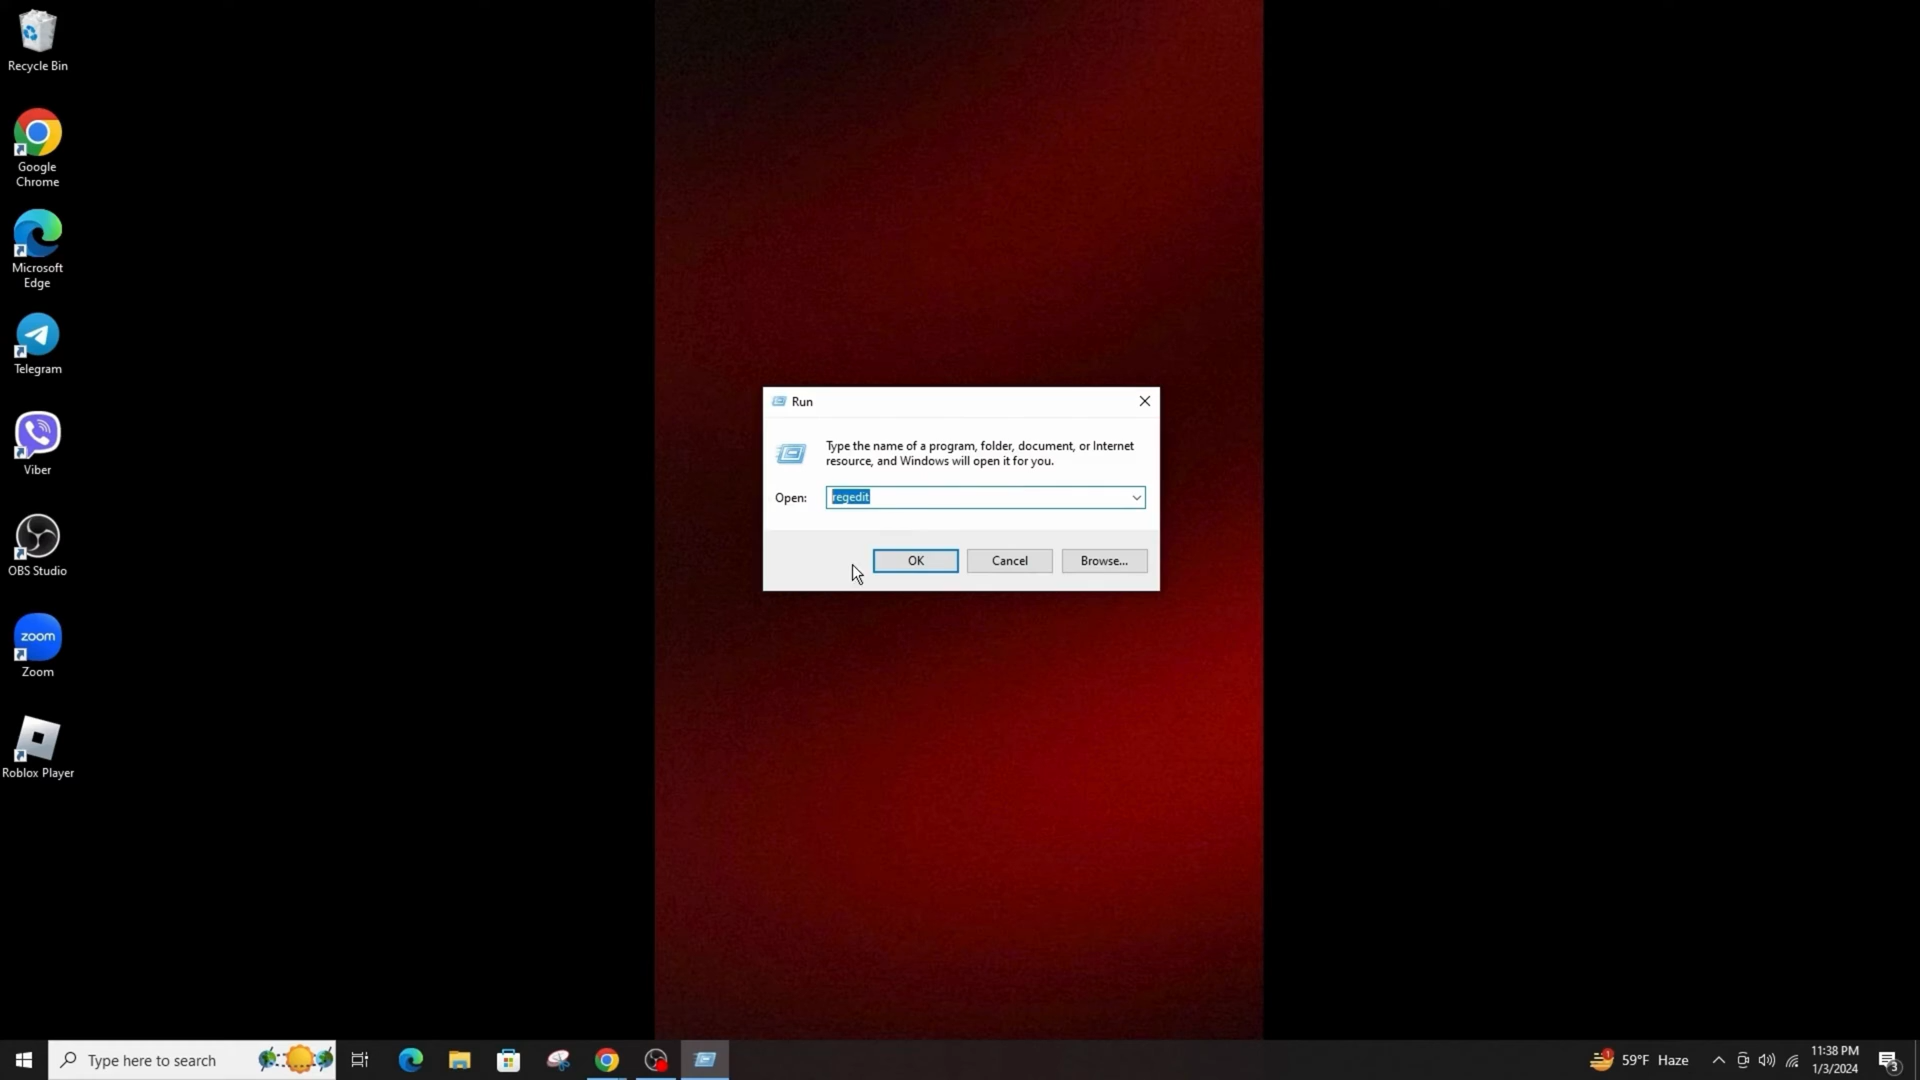 Recycle Bin
Google
Chrome
Microsoft
Edge
Telegram
Viber
OBS Studio
zoom
Zoom
Roblox Player
Run
Type the name of a program, folder, document, or Internet
resource, and Windows will open it for you.
Open:
regedit
OK
Cancel
Browse...
Type here to search
1
59°F Haze
11:38 PM
1/3/2024
3